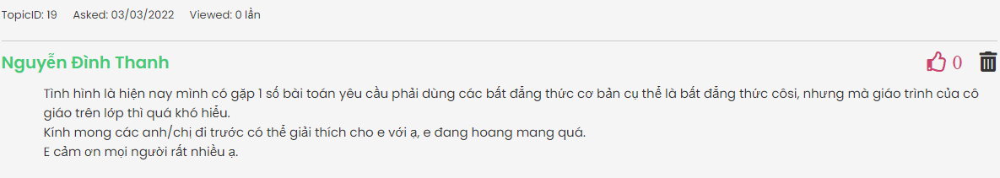 TopicID: 19 Asked: 03/03/2022 Viewed: 0 lần
Nguyễn Đình Thanh 0
Tình hình là hiện nay mình có gặp 1 số bài toán yêu cầu phải dùng các bất đẳng thức cơ bản cụ thể là bất đẳng thức côsi, nhưng mà giáo trình của cô
giáo trên lớp thì quá khó hiểu.
Kính mong các anh/chị đi trước có thể giải thích cho e với ạ, e đang hoang mang quá.
E cảm ơn mọi người rất nhiều ạ.